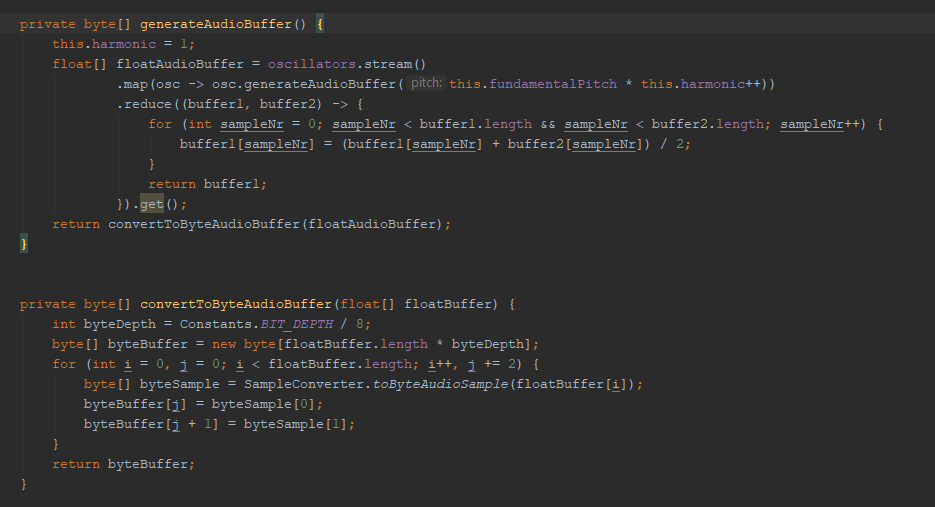 private byte[] generateAudioBuffer() {
    this.harmonic = 1;
    float[] floatAudioBuffer = oscillators.stream()
            .map(osc -> osc.generateAudioBuffer( pitch: this.fundamentalPitch * this.harmonic++))
            .reduce((buffer1, buffer2) -> {
                for (int sampleNr = 0; sampleNr < buffer1.length && sampleNr < buffer2.length; sampleNr++) {
                    buffer1[sampleNr] = (buffer1[sampleNr] + buffer2[sampleNr]) / 2;
                }
                return buffer1;
            }).get();
    return convertToByteAudioBuffer(floatAudioBuffer);
}
private byte[] convertToByteAudioBuffer(float[] floatBuffer) {
    int byteDepth = Constants.BIT_DEPTH / 8;
    byte[] byteBuffer = new byte[floatBuffer.length * byteDepth];
    for (int i = 0, j = 0; i < floatBuffer.length; i++, j += 2) {
        byte[] byteSample = SampleConverter.toByteAudioSample(floatBuffer[i]);
        byteBuffer[j] = byteSample[0];
        byteBuffer[j + 1] = byteSample[1];
    }
    return byteBuffer;
}